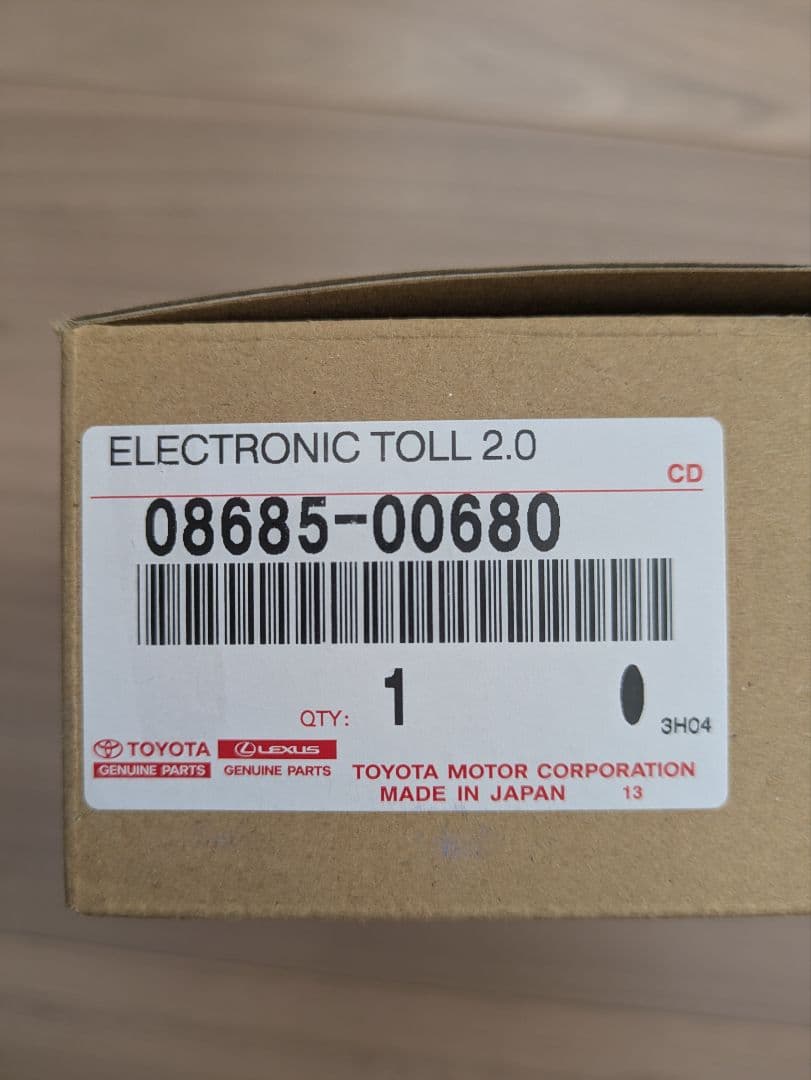 ELECTRONIC TOLL 2.0
CD
08685-00680
QTY: 1
3H04
TOYOTA LEXUS
GENUINE PARTS GENUINE PARTS
TOYOTA MOTOR CORPORATION
MADE IN JAPAN 13